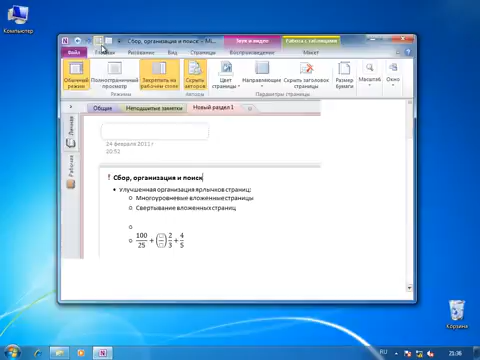 Компьютер
Сбор, организация и поиск - Mi...
Звук и видео
Работа с таблицами
Файл
Главная
Рисование
Вид
Страницы
Воспроизведение
Макет
Обычный режим
Полностраничный просмотр
Закрепить на рабочем столе
Скрыть авторов
Цвет страницы
Направляющие
Скрыть заголовок страницы
Размер бумаги
Масштаб
Окно
Режимы
Авторы
Параметры страницы
Общие
Неподшитые заметки
Новый раздел 1
Личная
Рабочая
24 февраля 2011 г.
20:52
! Сбор, организация и поиск
Улучшенная организация ярлычков страниц:
Многоуровневые вложенные страницы
Свертывание вложенных страниц
100/25 + (–) 2/3 + 4/5
Корзина
RU
21:36